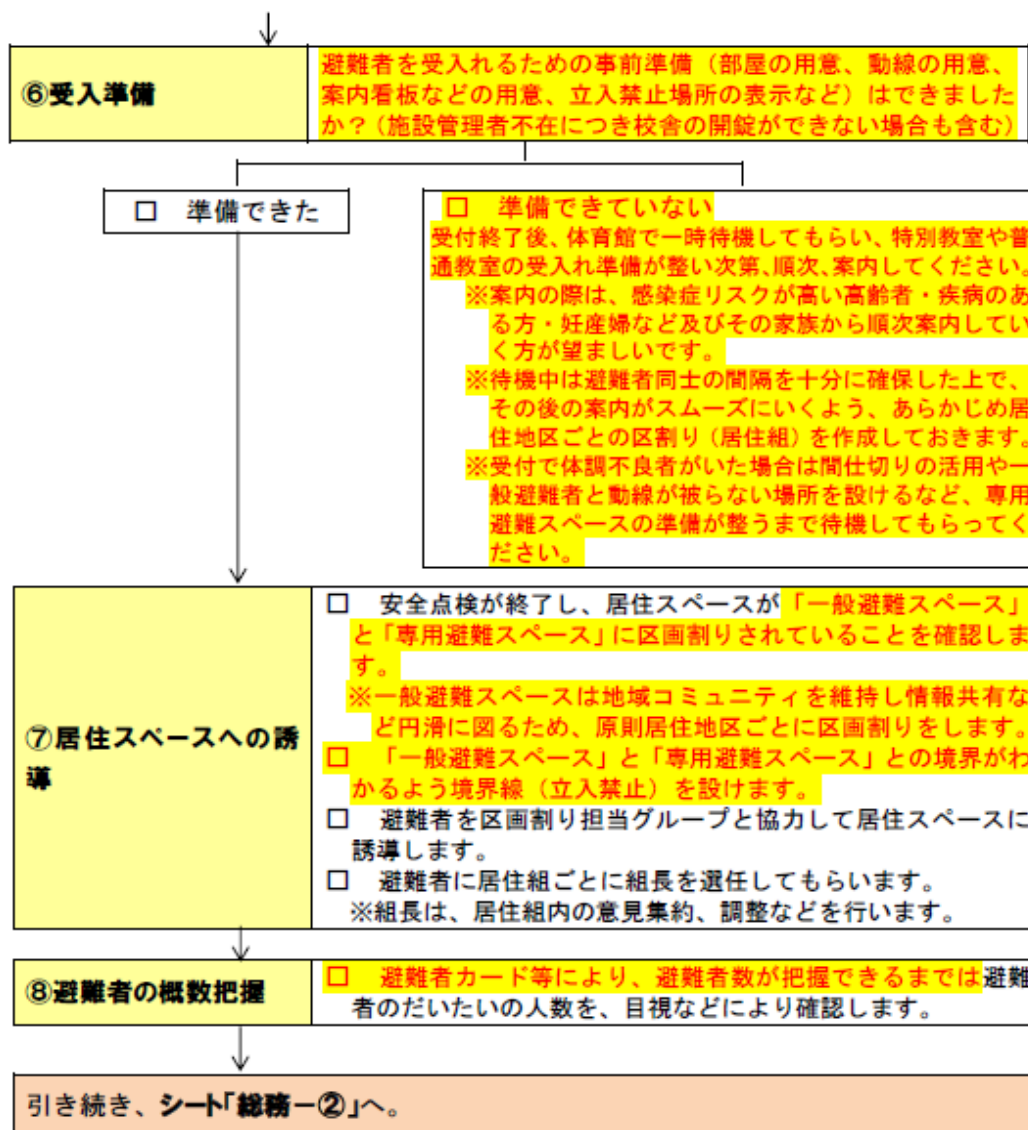 ⑥受入準備
避難者を受入れるための事前準備（部屋の用意、動線の用意、
案内看板などの用意、立入禁止場所の表示など）はできました
か？（施設管理者不在につき校舎の開錠ができない場合も含む）
□　準備できた
□　準備できていない
受付終了後、体育館で一時待機してもらい、特別教室や普
通教室の受入れ準備が整い次第、順次、案内してください。
※案内の際は、感染症リスクが高い高齢者・疾病のあ
る方・妊産婦など及びその家族から順次案内してい
く方が望ましいです。
※待機中は避難者同士の間隔を十分に確保した上で、
その後の案内がスムーズにいくよう、あらかじめ居
住地区ごとの区割り（居住組）を作成しておきます。
※受付で体調不良者がいた場合は間仕切りの活用や一
般避難者と動線が被らない場所を設けるなど、専用
避難スペースの準備が整うまで待機してもらってく
ださい。
⑦居住スペースへの誘
導
□　安全点検が終了し、居住スペースが「一般避難スペース」
と「専用避難スペース」に区画割りされていることを確認しま
す。
※一般避難スペースは地域コミュニティを維持し情報共有な
ど円滑に図るため、原則居住地区ごとに区画割りをします。
□　「一般避難スペース」と「専用避難スペース」との境界がわ
かるよう境界線（立入禁止）を設けます。
□　避難者を区画割り担当グループと協力して居住スペースに
誘導します。
□　避難者に居住組ごとに組長を選任してもらいます。
※組長は、居住組内の意見集約、調整などを行います。
⑧避難者の概数把握
□　避難者カード等により、避難者数が把握できるまでは避難
者のだいたいの人数を、目視などにより確認します。
引き続き、シート「総務－②」へ。